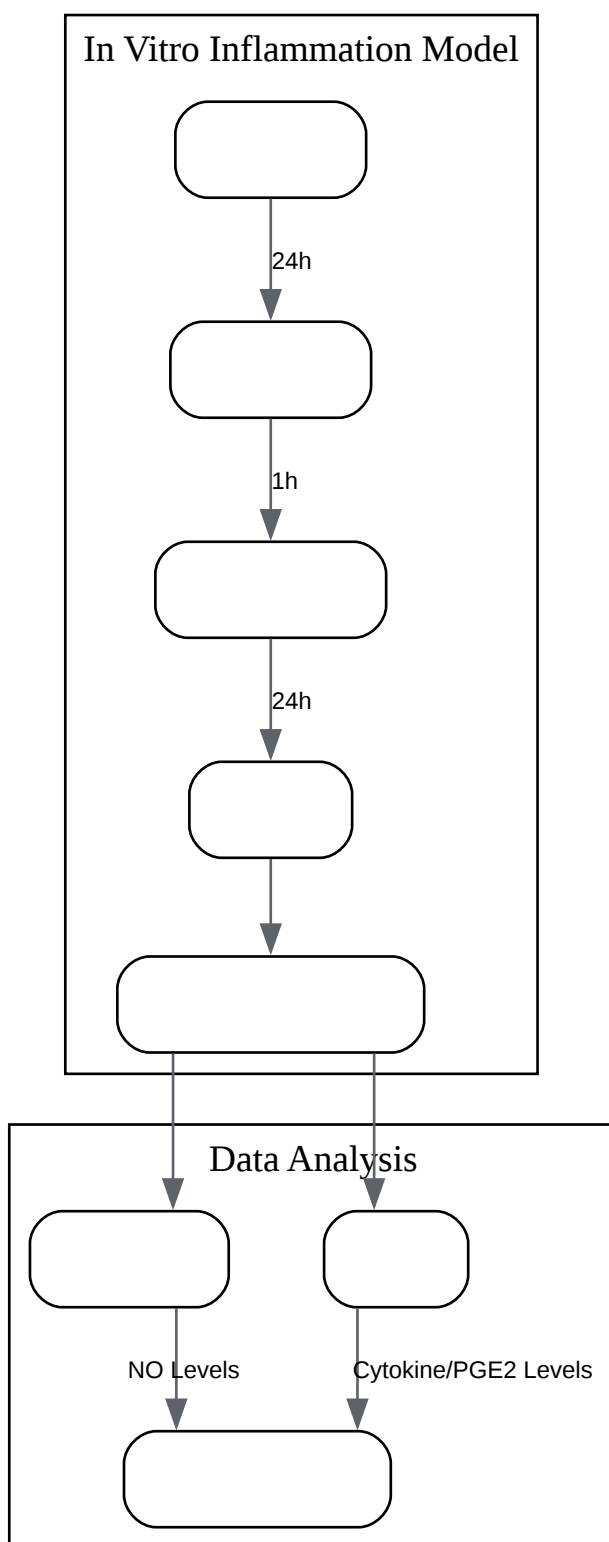 In Vitro Inflammation Model
24h
1h
24h
Data Analysis
NO Levels
Cytokine/PGE2 Levels